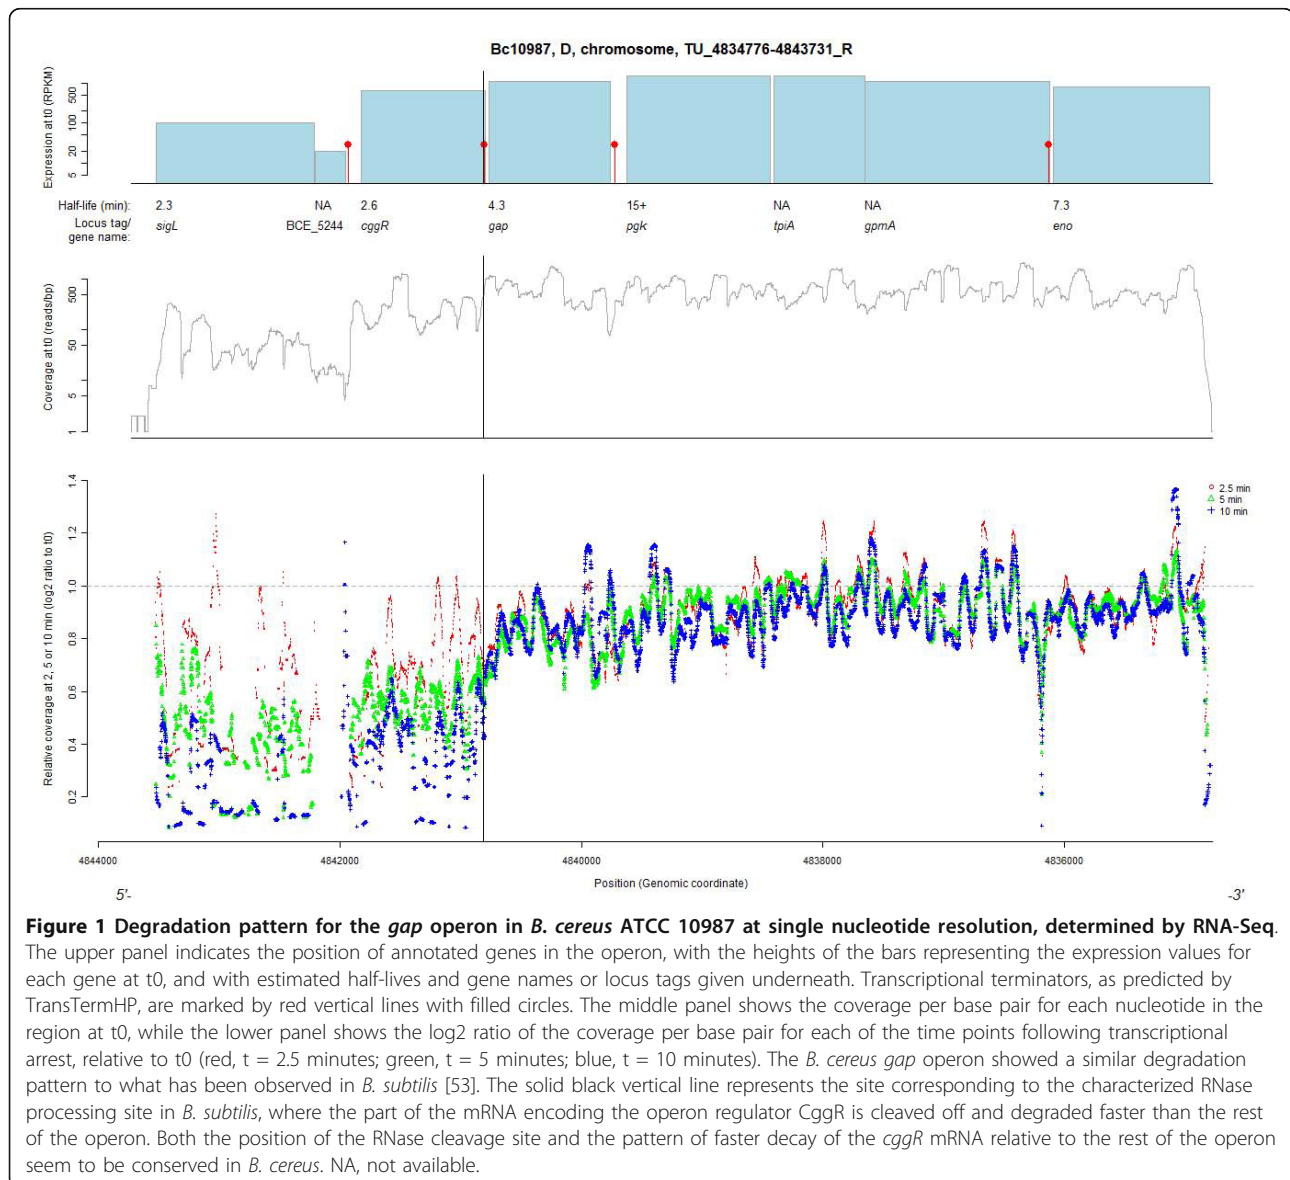 Bc10987, D, chromosome, TU_4834776-4843731_R
Expression at t0 (RPKM)
500
100
20
5
Half-life (min): 2.3 NA 2.6 4.3 15+ NA NA 7.3
Locus tag/ gene name: sigL BCE_5244 cggR gap pgk tpiA gpmA eno
Coverage at t0 (reads/bp)
500
50
5
1
Relative coverage at 2, 5 or 10 min (log2 ratio to t0)
1.4
1.2
1.0
0.8
0.6
0.4
0.2
2.5 min
5 min
10 min
4844000 4842000 4840000 4838000 4836000
Position (Genomic coordinate)
5'- -3'
Figure 1 Degradation pattern for the gap operon in B. cereus ATCC 10987 at single nucleotide resolution, determined by RNA-Seq.
The upper panel indicates the position of annotated genes in the operon, with the heights of the bars representing the expression values for
each gene at t0, and with estimated half-lives and gene names or locus tags given underneath. Transcriptional terminators, as predicted by
TransTermHP, are marked by red vertical lines with filled circles. The middle panel shows the coverage per base pair for each nucleotide in the
region at t0, while the lower panel shows the log2 ratio of the coverage per base pair for each of the time points following transcriptional
arrest, relative to t0 (red, t = 2.5 minutes; green, t = 5 minutes; blue, t = 10 minutes). The B. cereus gap operon showed a similar degradation
pattern to what has been observed in B. subtilis [53]. The solid black vertical line represents the site corresponding to the characterized RNase
processing site in B. subtilis, where the part of the mRNA encoding the operon regulator CggR is cleaved off and degraded faster than the rest
of the operon. Both the position of the RNase cleavage site and the pattern of faster decay of the cggR mRNA relative to the rest of the operon
seem to be conserved in B. cereus. NA, not available.